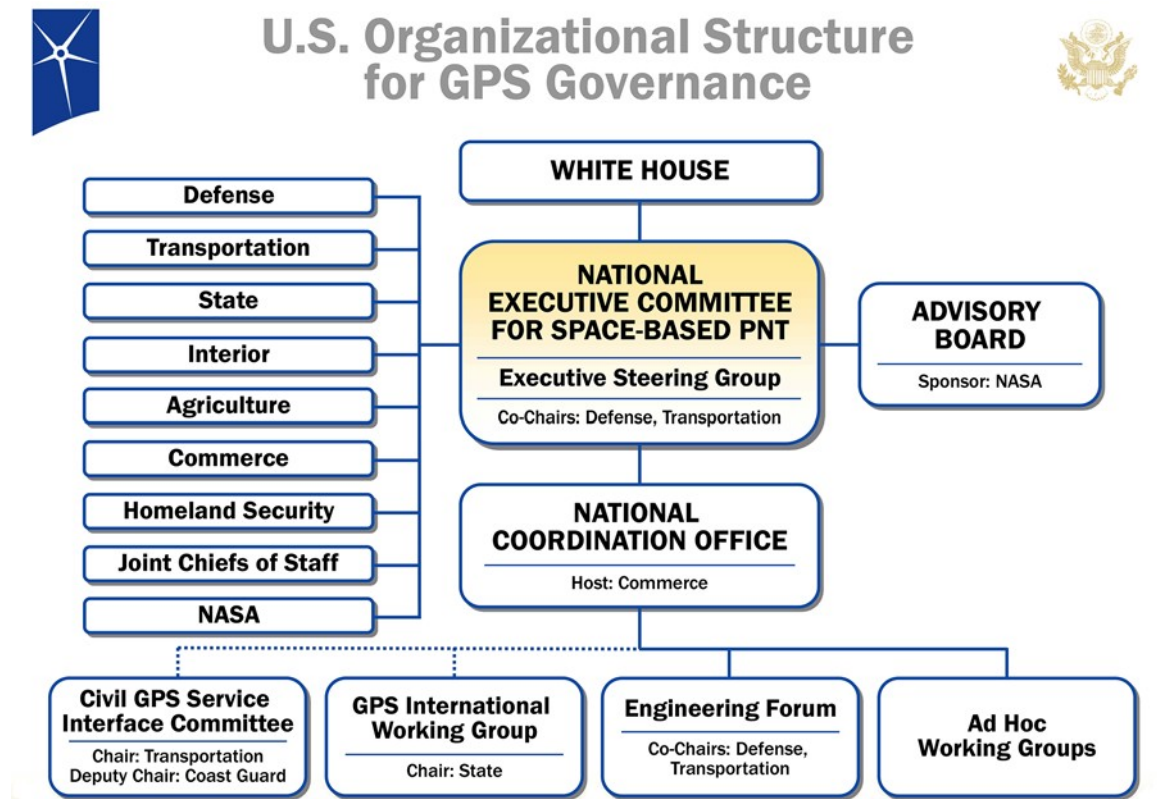 U.S. Organizational Structure
for GPS Governance
WHITE HOUSE
Defense
Transportation
State
Interior
Agriculture
Commerce
Homeland Security
Joint Chiefs of Staff
NASA
NATIONAL
EXECUTIVE COMMITTEE
FOR SPACE-BASED PNT
Executive Steering Group
Co-Chairs: Defense, Transportation
ADVISORY
BOARD
Sponsor: NASA
NATIONAL
COORDINATION OFFICE
Host: Commerce
Civil GPS Service
Interface Committee
Chair: Transportation
Deputy Chair: Coast Guard
GPS International
Working Group
Chair: State
Engineering Forum
Co-Chairs: Defense,
Transportation
Ad Hoc
Working Groups